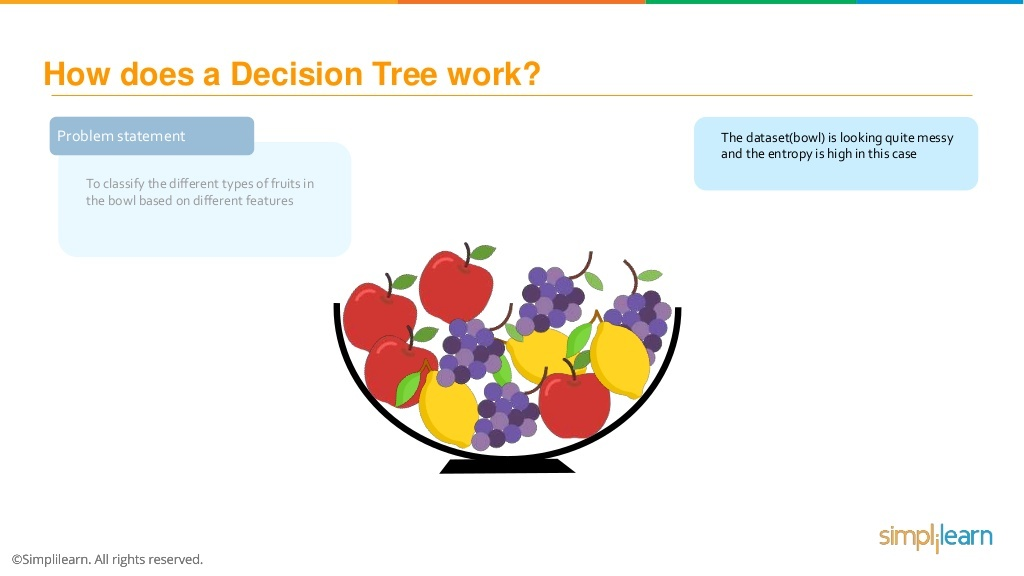 How does a Decision Tree work?
Problem statement
To classify the different types of fruits in
the bowl based on different features
The dataset(bowl) is looking quite messy
and the entropy is high in this case
simplilearn
©Simplilearn. All rights reserved.